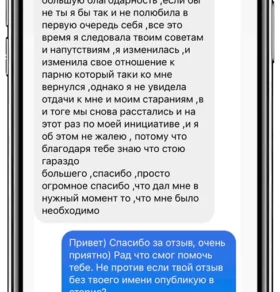 большую благодарность ,если бы
не ты я бы так и не полюбила в
первую очередь себя ,все это
время я следовала твоим советам
и напутствиям ,я изменилась ,и
изменила свое отношение к
парню который таки ко мне
вернулся ,однако я не увидела
отдачи к мне и моим стараниям ,в
и тоге мы снова расстались и на
этот раз по моей инициативе , и я
об этом не жалею , потому что
благодаря тебе знаю что стою
гараздо
большего ,спасибо ,просто
огромное спасибо ,что дал мне в
нужный момент то ,что мне было
необходимо
Привет) Спасибо за отзыв, очень
приятно) Рад что смог помочь
тебе. Не против если твой отзыв
без твоего имени опубликую в
сторис?